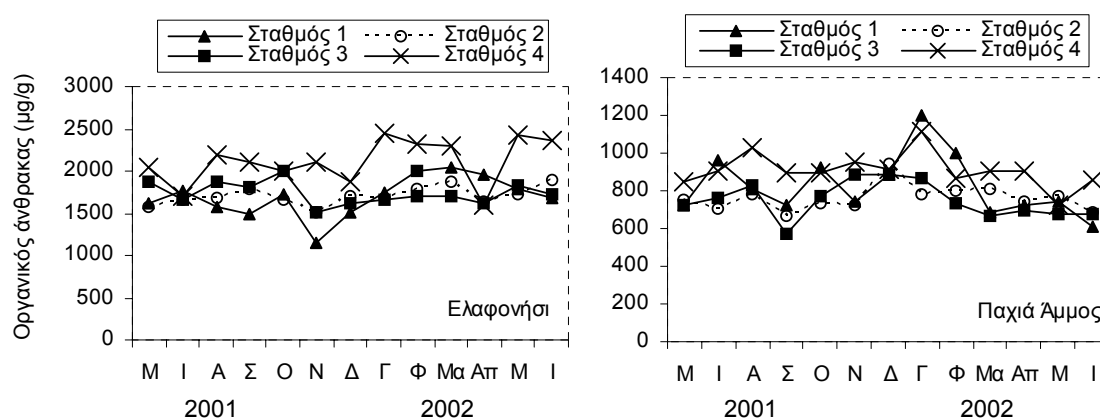 Σταθμός 1 Σταθμός 2
Σταθμός 3 Σταθμός 4
Οργανικός άνθρακας (μg/g)
3000
2500
2000
1500
1000
500
0
Ελαφονήσι
Μ Ι Α Σ Ο Ν Δ Γ Φ Μα Απ Μ Ι
2001 2002
Σταθμός 1 Σταθμός 2
Σταθμός 3 Σταθμός 4
1400
1200
1000
800
600
400
200
0
Παχιά Άμμος
Μ Ι Α Σ Ο Ν Δ Γ Φ Μα Απ Μ Ι
2001 2002